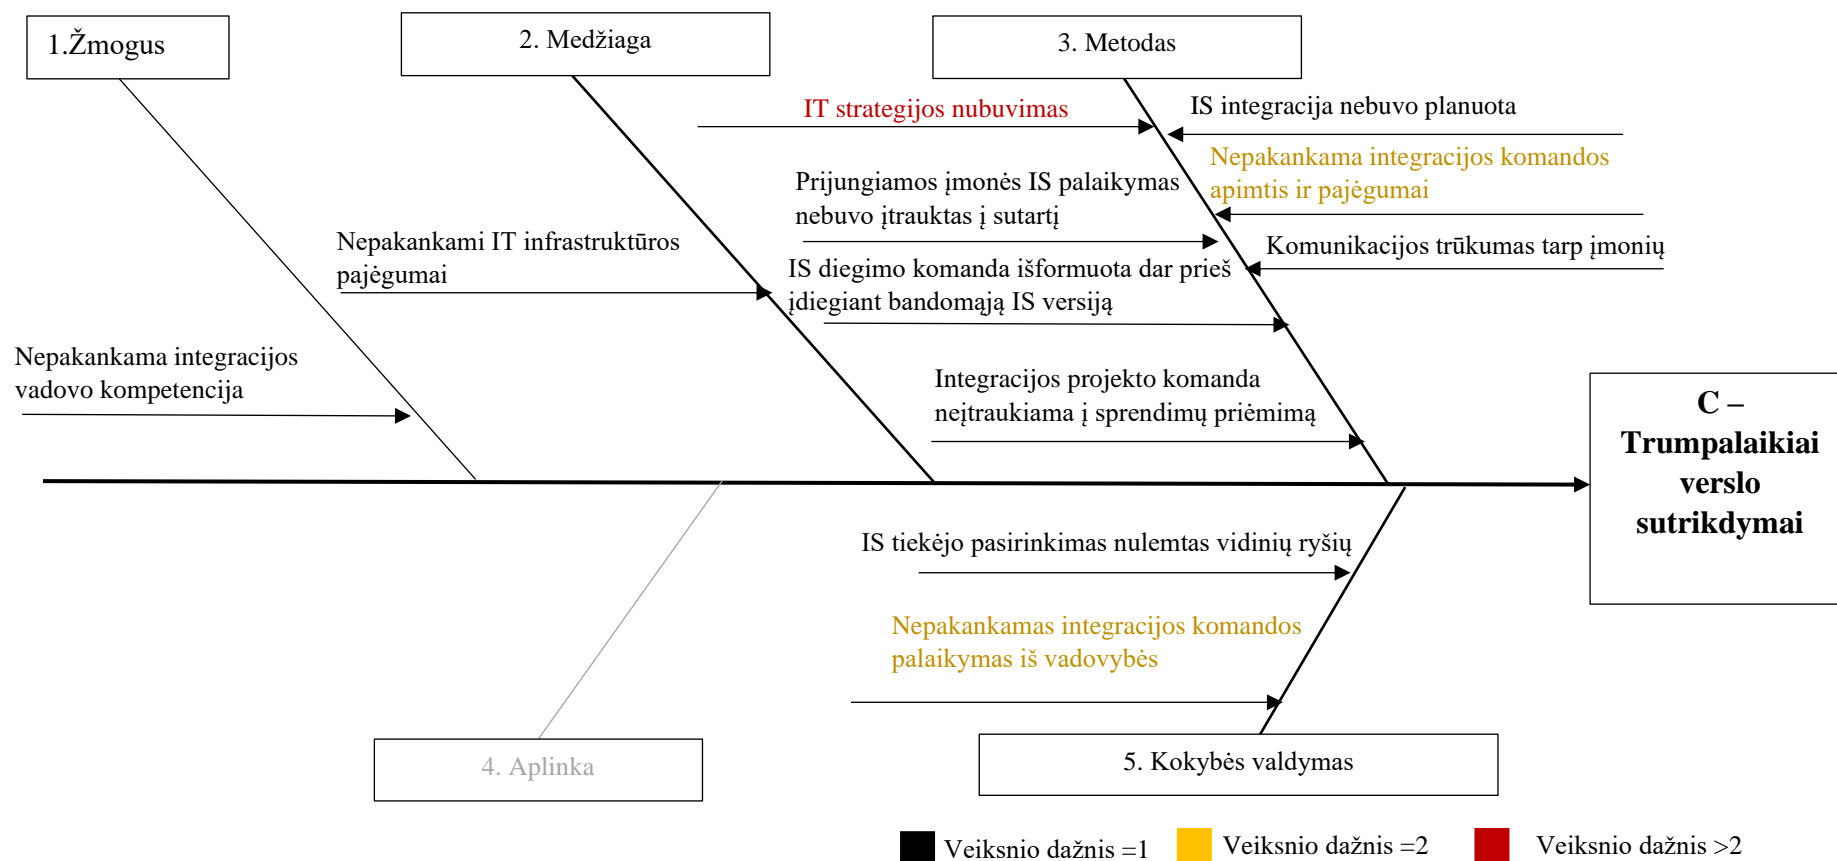 1.Žmogus
2. Medžiaga
3. Metodas
IT strategijos nubuvimas
IS integracija nebuvo planuota
Nepakankama integracijos komandos
apimtis ir pajėgumai
Prijungiamos įmonės IS palaikymas
nebuvo įtrauktas į sutartį
Nepakankami IT infrastruktūros
pajėgumai
Komunikacijos trūkumas tarp įmonių
IS diegimo komanda išformuota dar prieš
įdiegiant bandomąją IS versiją
Nepakankama integracijos
vadovo kompetencija
Integracijos projekto komanda
neįtraukiama į sprendimų priėmimą
C –
Trumpalaikiai
verslo
sutrikdymai
IS tiekėjo pasirinkimas nulemtas vidinių ryšių
Nepakankamas integracijos komandos
palaikymas iš vadovybės
4. Aplinka
5. Kokybės valdymas
Veiksnio dažnis =1
Veiksnio dažnis =2
Veiksnio dažnis >2